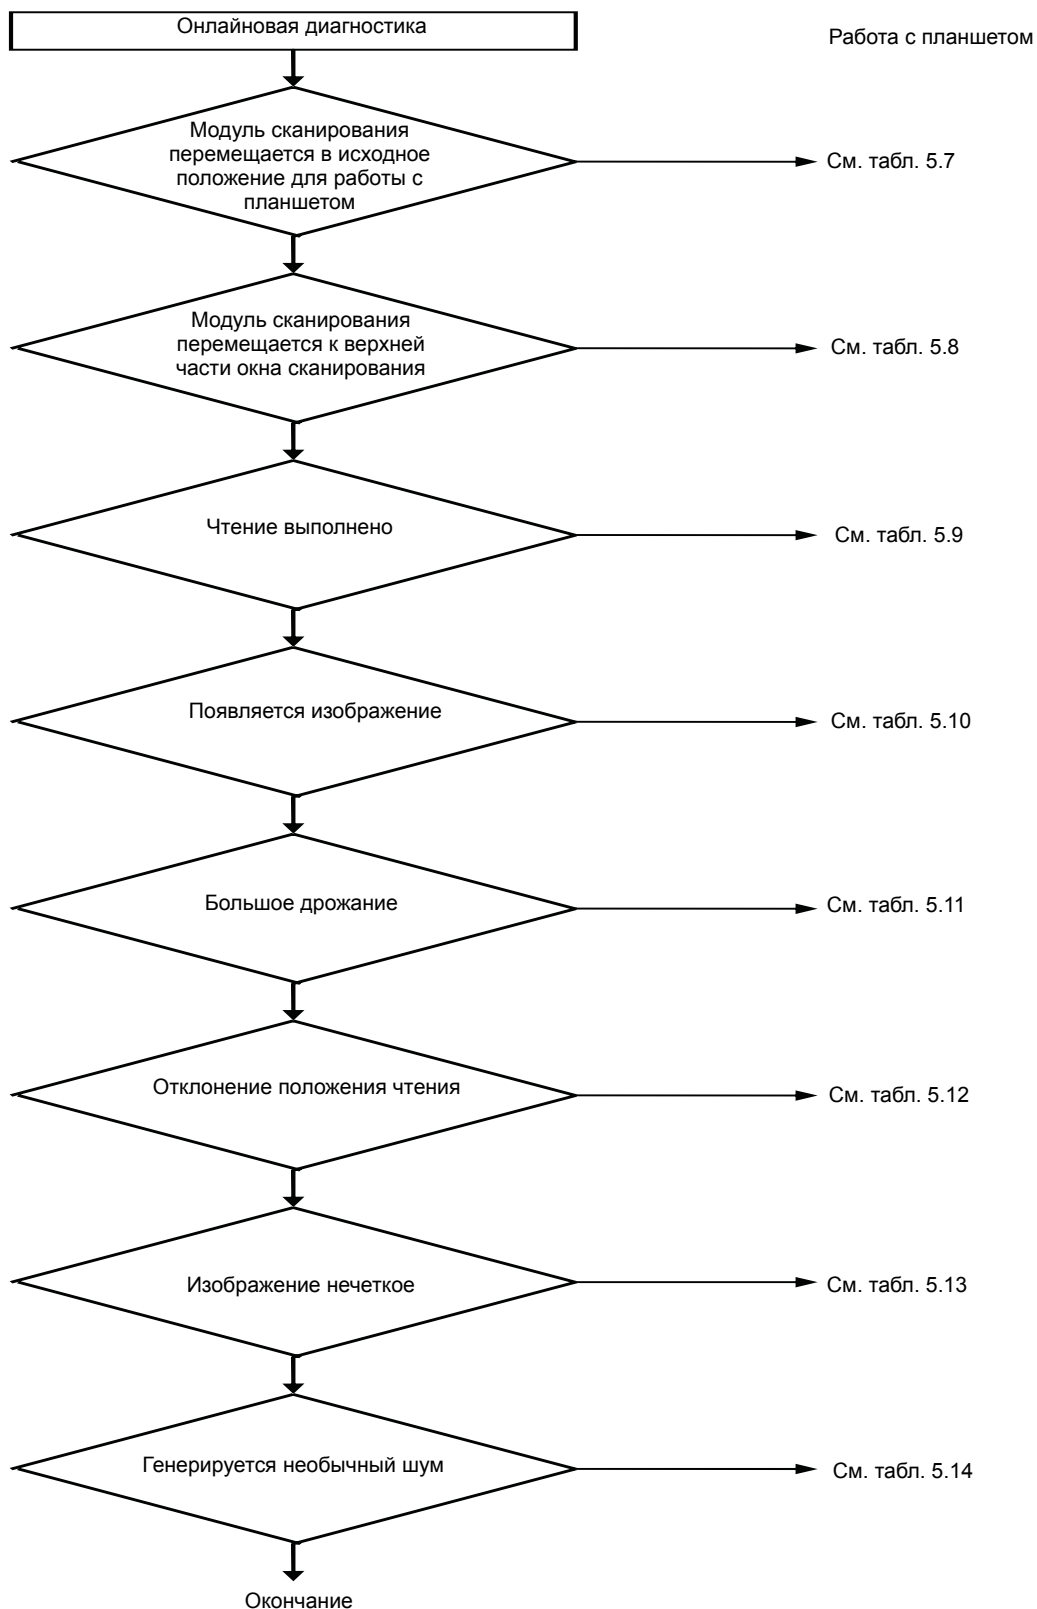 Онлайновая диагностика
Работа с планшетом
Модуль сканирования
перемещается в исходное
положение для работы с
планшетом
См. табл. 5.7
Модуль сканирования
перемещается к верхней
части окна сканирования
См. табл. 5.8
Чтение выполнено
См. табл. 5.9
Появляется изображение
См. табл. 5.10
Большое дрожание
См. табл. 5.11
Отклонение положения чтения
См. табл. 5.12
Изображение нечеткое
См. табл. 5.13
Генерируется необычный шум
См. табл. 5.14
Окончание